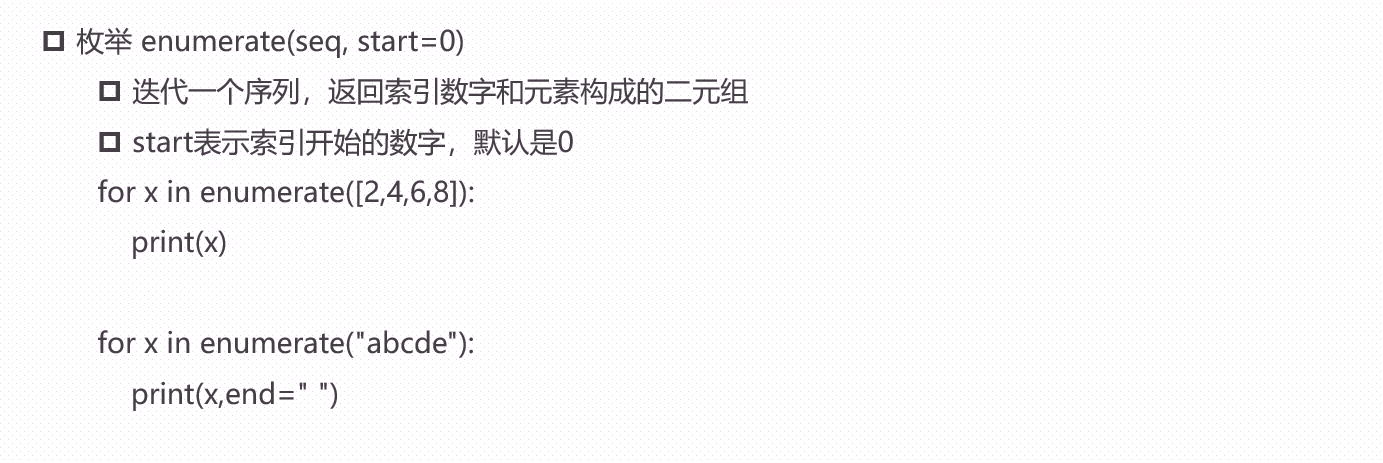 枚举 enumerate(seq, start=0)
迭代一个序列，返回索引数字和元素构成的二元组
start表示索引开始的数字，默认是0
for x in enumerate([2,4,6,8]):
print(x)
for x in enumerate("abcde"):
print(x,end=" ")